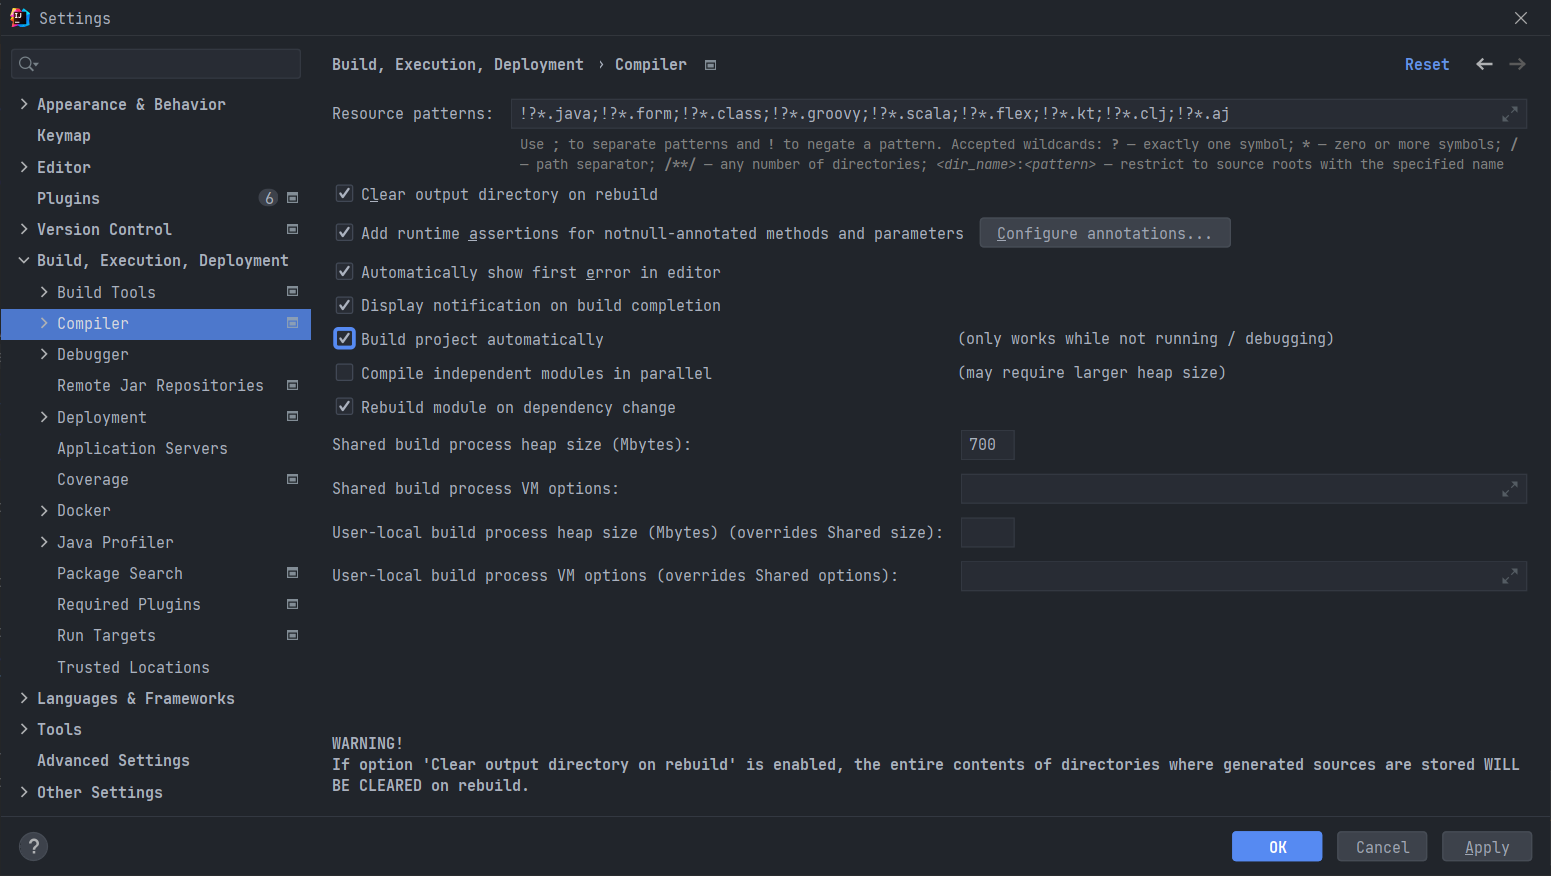 Settings
Build, Execution, Deployment › Compiler
Reset
Appearance & Behavior
Keymap
Editor
Plugins 6
Version Control
Build, Execution, Deployment
Build Tools
Compiler
Debugger
Remote Jar Repositories
Deployment
Application Servers
Coverage
Docker
Java Profiler
Package Search
Required Plugins
Run Targets
Trusted Locations
Languages & Frameworks
Tools
Advanced Settings
Other Settings
Resource patterns: !?*.java;!?*.form;!?*.class;!?*.groovy;!?*.scala;!?*.flex;!?*.kt;!?*.clj;!?*.aj
Use ; to separate patterns and ! to negate a pattern. Accepted wildcards: ? — exactly one symbol; * — zero or more symbols; /
— path separator; /**/ — any number of directories; <dir_name>:<pattern> — restrict to source roots with the specified name
Clear output directory on rebuild
Add runtime assertions for notnull-annotated methods and parameters Configure annotations...
Automatically show first error in editor
Display notification on build completion
Build project automatically (only works while not running / debugging)
Compile independent modules in parallel (may require larger heap size)
Rebuild module on dependency change
Shared build process heap size (Mbytes): 700
Shared build process VM options:
User-local build process heap size (Mbytes) (overrides Shared size):
User-local build process VM options (overrides Shared options):
WARNING!
If option 'Clear output directory on rebuild' is enabled, the entire contents of directories where generated sources are stored WILL
BE CLEARED on rebuild.
?
OK Cancel Apply